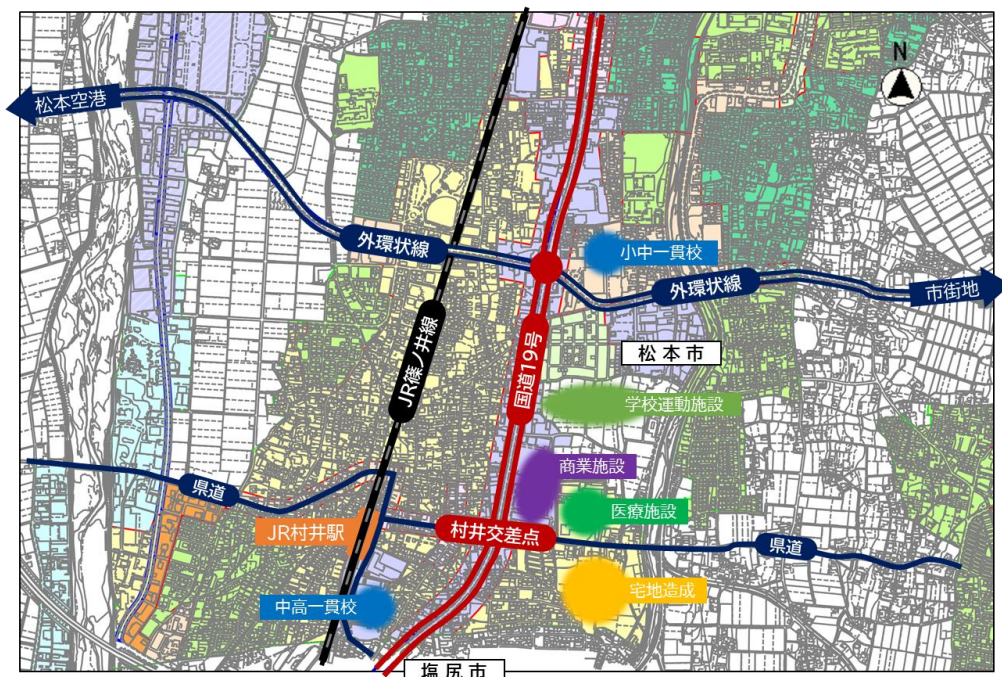 N
松本空港
外環状線
小中一貫校
外環状線
市街地
JR篠ノ井線
国道19号
松本市
学校運動施設
商業施設
県道
医療施設
JR村井駅
村井交差点
県道
宅地造成
中高一貫校
塩尻市